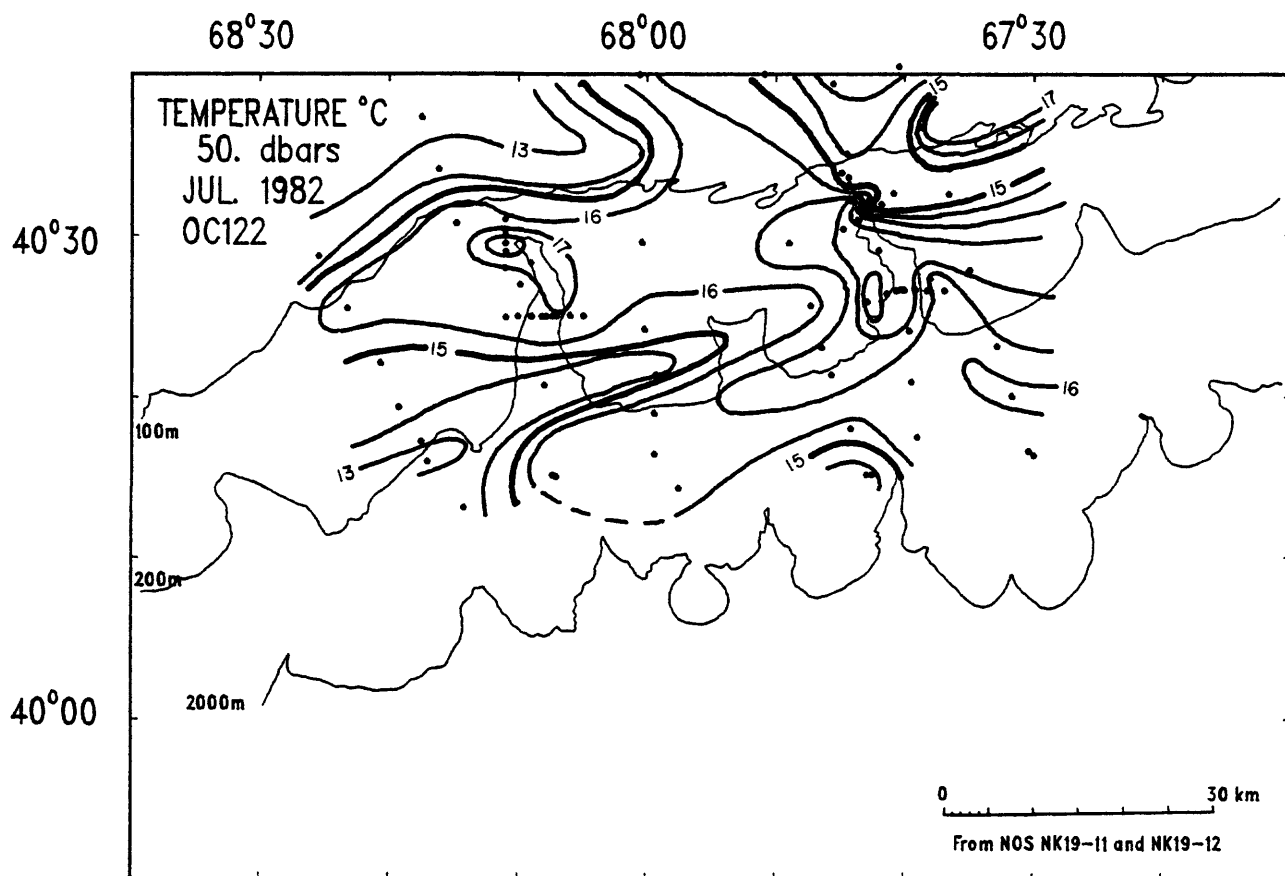 68°30 68°00 67°30
TEMPERATURE °C
50. dbars
JUL. 1982
OC122
40°30
40°00
13
16
17
15
17
15
16
15
16
13
15
100m
200m
2000m
0 30 km
From NOS NK19-11 and NK19-12